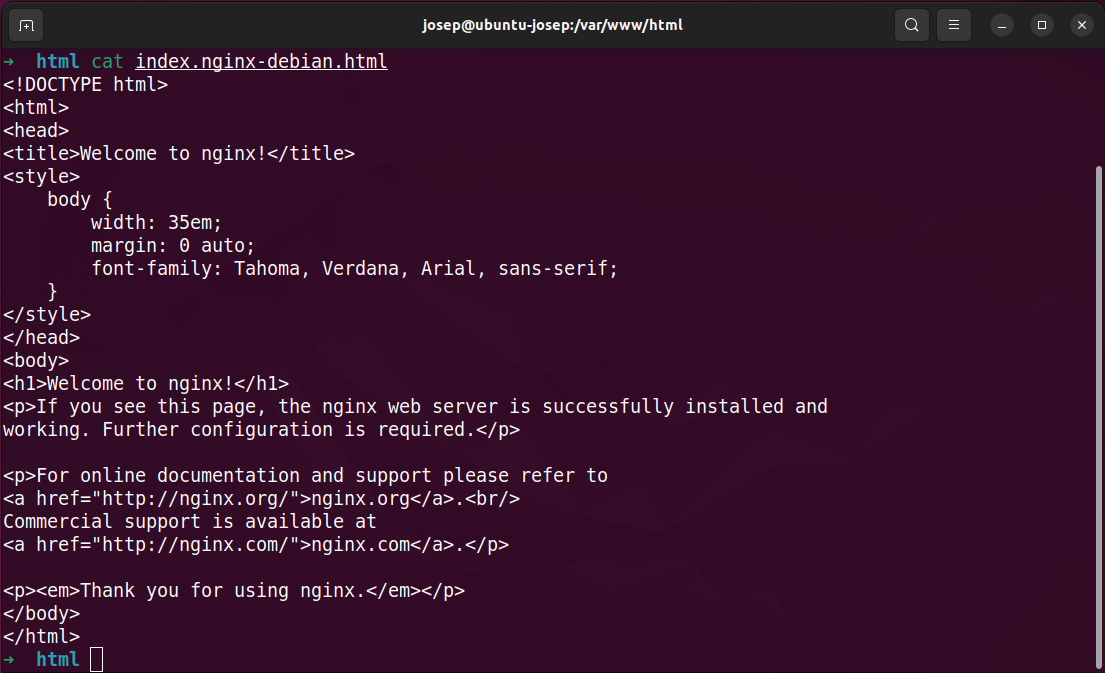 josep@ubuntu-josep:/var/www/html
➜  html cat index.nginx-debian.html
<!DOCTYPE html>
<html>
<head>
<title>Welcome to nginx!</title>
<style>
    body {
        width: 35em;
        margin: 0 auto;
        font-family: Tahoma, Verdana, Arial, sans-serif;
    }
</style>
</head>
<body>
<h1>Welcome to nginx!</h1>
<p>If you see this page, the nginx web server is successfully installed and
working. Further configuration is required.</p>

<p>For online documentation and support please refer to
<a href="http://nginx.org/">nginx.org</a>.<br/>
Commercial support is available at
<a href="http://nginx.com/">nginx.com</a>.</p>

<p><em>Thank you for using nginx.</em></p>
</body>
</html>
➜  html